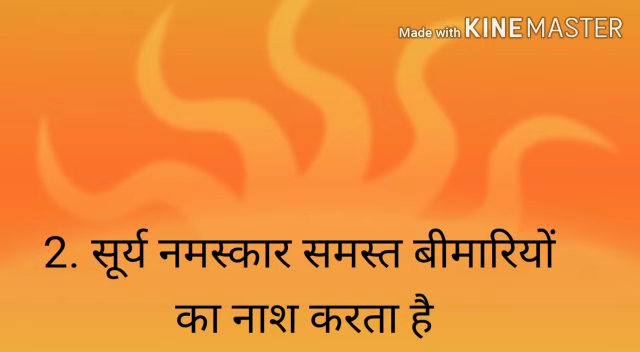 Made with KINEMASTER
2. सूर्य नमस्कार समस्त बीमारियों
का नाश करता है